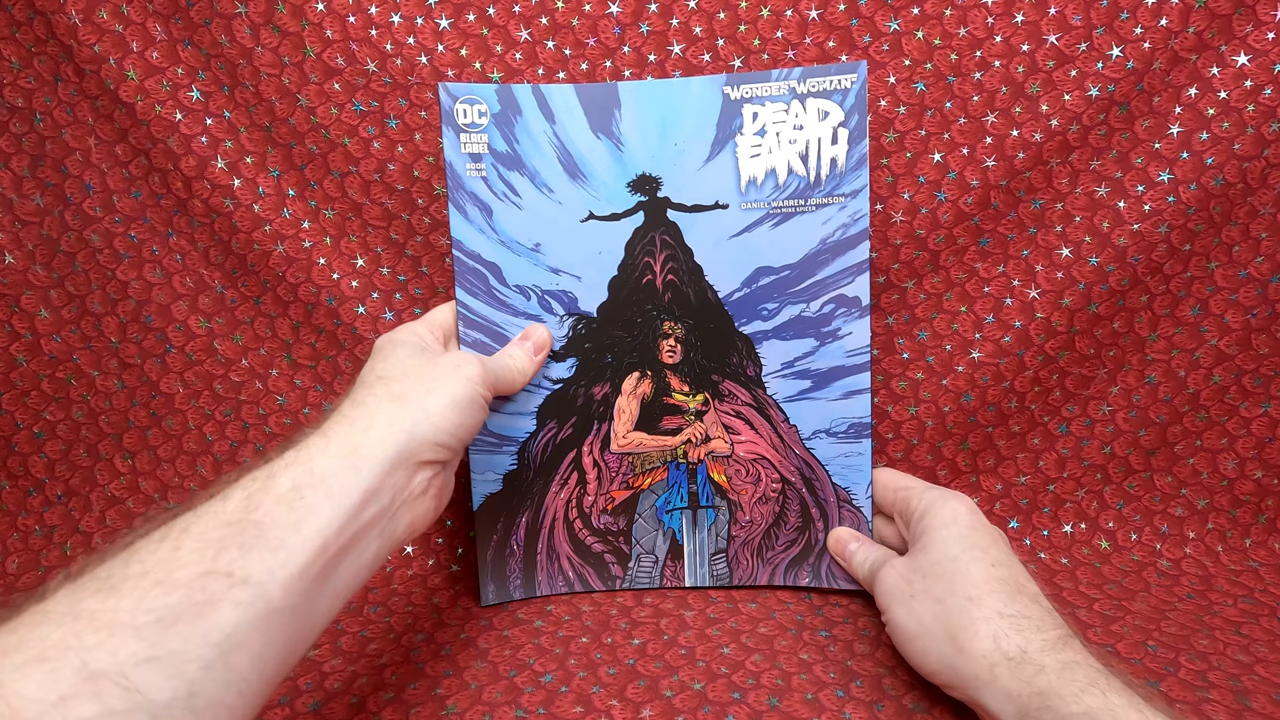 DC
BLACK
LABEL
BOOK
FOUR
WONDER WOMAN
DEAD
EARTH
DANIEL WARREN JOHNSON
with MIKE SPICER